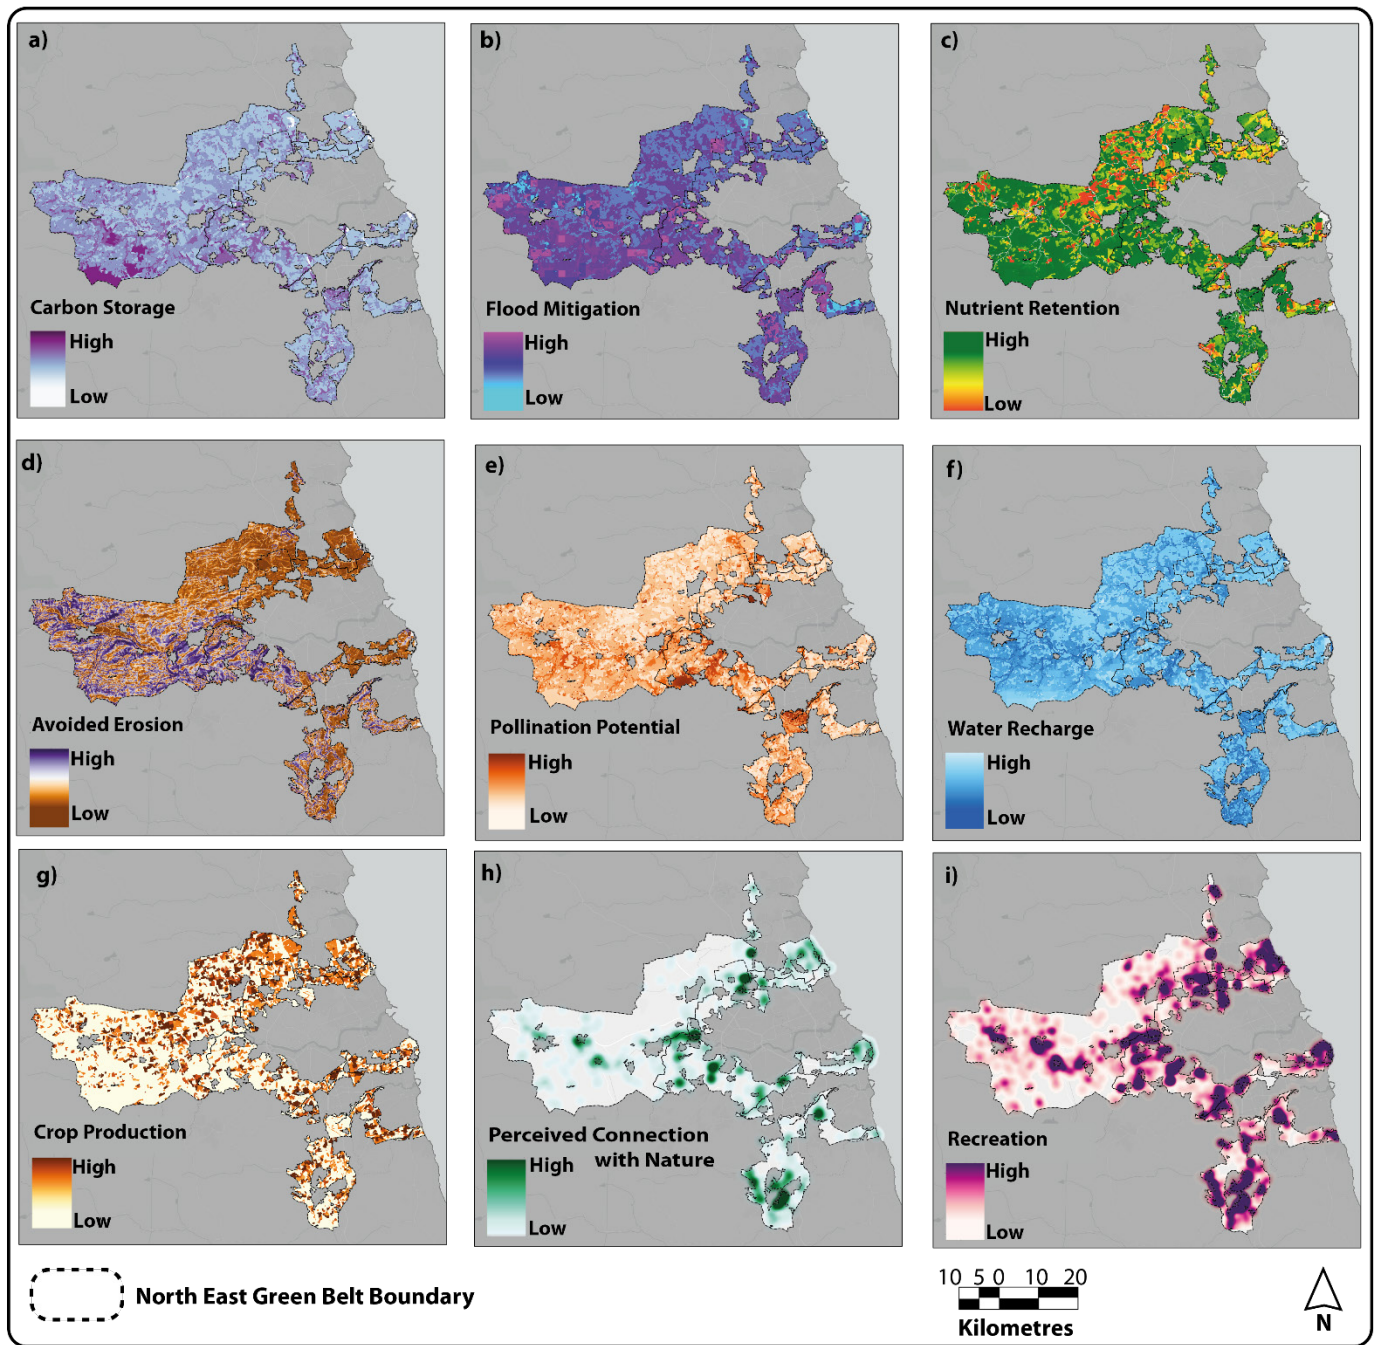 a)
Carbon Storage
High
Low
b)
Flood Mitigation
High
Low
c)
Nutrient Retention
High
Low
d)
Avoided Erosion
High
Low
e)
Pollination Potential
High
Low
f)
Water Recharge
High
Low
g)
Crop Production
High
Low
h)
Perceived Connection
with Nature
High
Low
i)
Recreation
High
Low
North East Green Belt Boundary
10 5 0 10 20
Kilometres
N